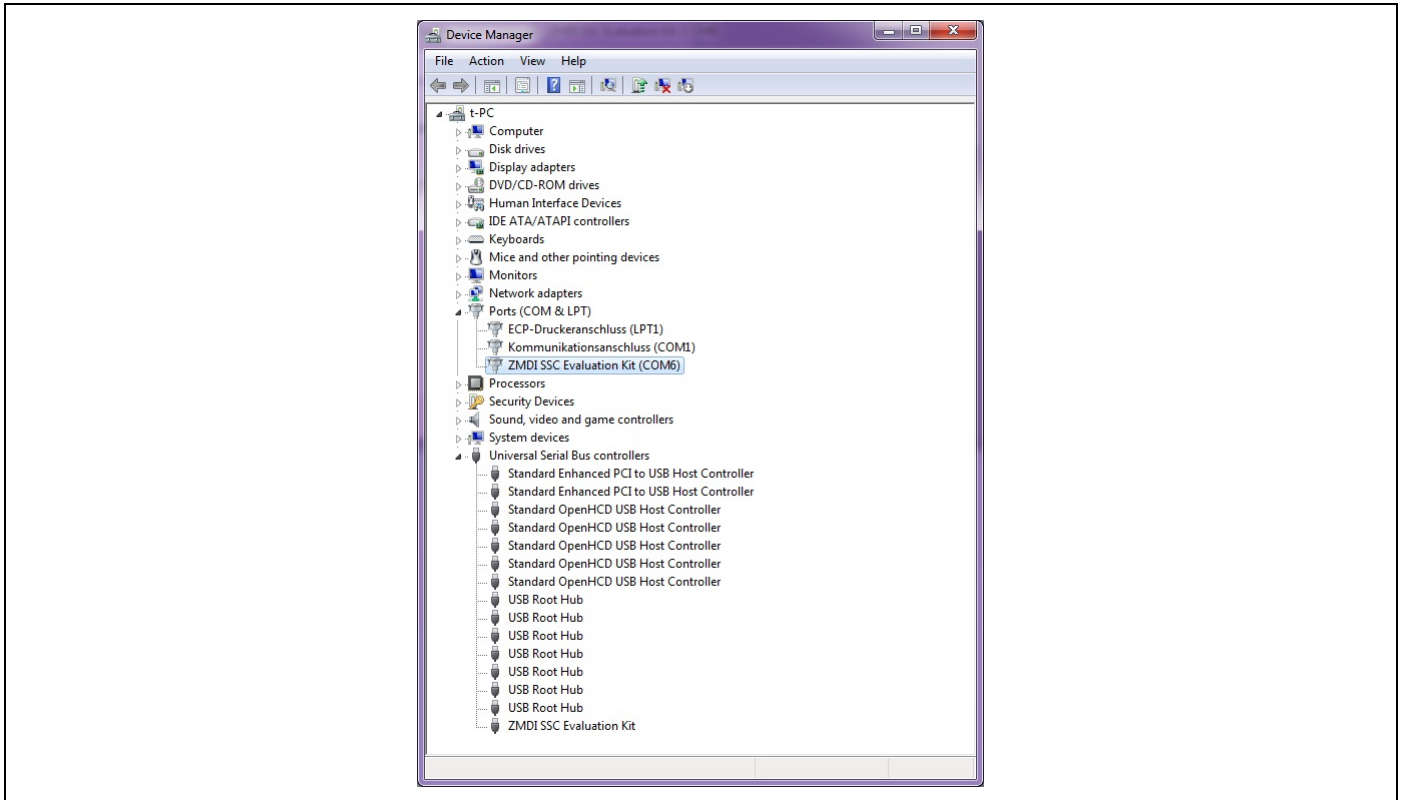 Device Manager
File Action View Help
t-PC
Computer
Disk drives
Display adapters
DVD/CD-ROM drives
Human Interface Devices
IDE ATA/ATAPI controllers
Keyboards
Mice and other pointing devices
Monitors
Network adapters
Ports (COM & LPT)
ECP-Druckeranschluss (LPT1)
Kommunikationsanschluss (COM1)
ZMDI SSC Evaluation Kit (COM6)
Processors
Security Devices
Sound, video and game controllers
System devices
Universal Serial Bus controllers
Standard Enhanced PCI to USB Host Controller
Standard Enhanced PCI to USB Host Controller
Standard OpenHCD USB Host Controller
Standard OpenHCD USB Host Controller
Standard OpenHCD USB Host Controller
Standard OpenHCD USB Host Controller
Standard OpenHCD USB Host Controller
USB Root Hub
USB Root Hub
USB Root Hub
USB Root Hub
USB Root Hub
USB Root Hub
USB Root Hub
ZMDI SSC Evaluation Kit